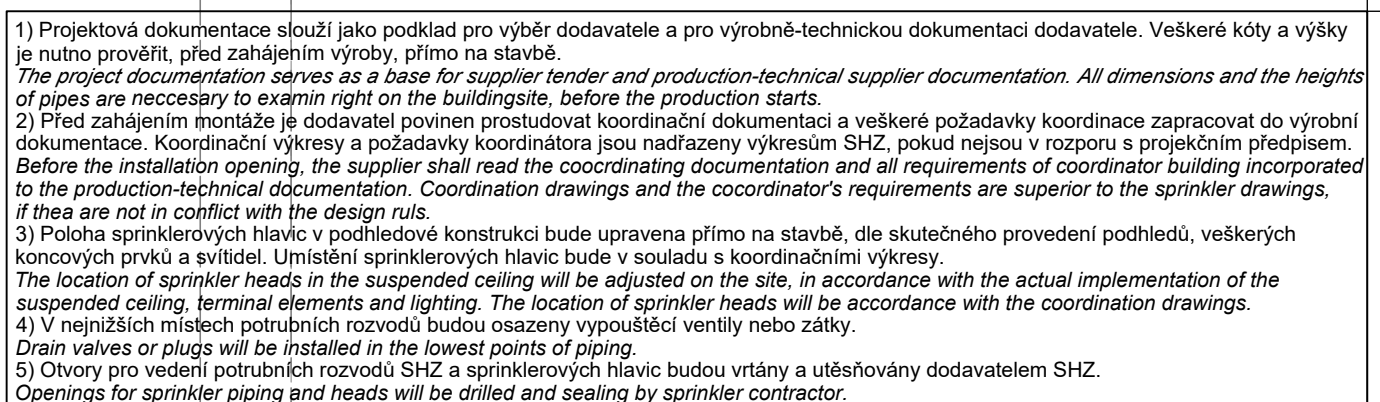 1) Projektová dokumentace slouží jako podklad pro výběr dodavatele a pro výrobně-technickou dokumentaci dodavatele. Veškeré kóty a výšky
je nutno prověřit, před zahájením výroby, přímo na stavbě.
The project documentation serves as a base for supplier tender and production-technical supplier documentation. All dimensions and the heights
of pipes are neccesary to examin right on the buildingsite, before the production starts.
2) Před zahájením montáže je dodavatel povinen prostudovat koordinační dokumentaci a veškeré požadavky koordinace zapracovat do výrobní
dokumentace. Koordinační výkresy a požadavky koordinátora jsou nadřazeny výkresům SHZ, pokud nejsou v rozporu s projekčním předpisem.
Before the installation opening, the supplier shall read the coocrdinating documentation and all requirements of coordinator building incorporated
to the production-technical documentation. Coordination drawings and the cocordinator's requirements are superior to the sprinkler drawings,
if thea are not in conflict with the design ruls.
3) Poloha sprinklerových hlavic v podhledové konstrukci bude upravena přímo na stavbě, dle skutečného provedení podhledů, veškerých
koncových prvků a svítidel. Umístění sprinklerových hlavic bude v souladu s koordinačními výkresy.
The location of sprinkler heads in the suspended ceiling will be adjusted on the site, in accordance with the actual implementation of the
suspended ceiling, terminal elements and lighting. The location of sprinkler heads will be accordance with the coordination drawings.
4) V nejnižších místech potrubních rozvodů budou osazeny vypouštěcí ventily nebo zátky.
Drain valves or plugs will be installed in the lowest points of piping.
5) Otvory pro vedení potrubních rozvodů SHZ a sprinklerových hlavic budou vrtány a utěsňovány dodavatelem SHZ.
Openings for sprinkler piping and heads will be drilled and sealing by sprinkler contractor.